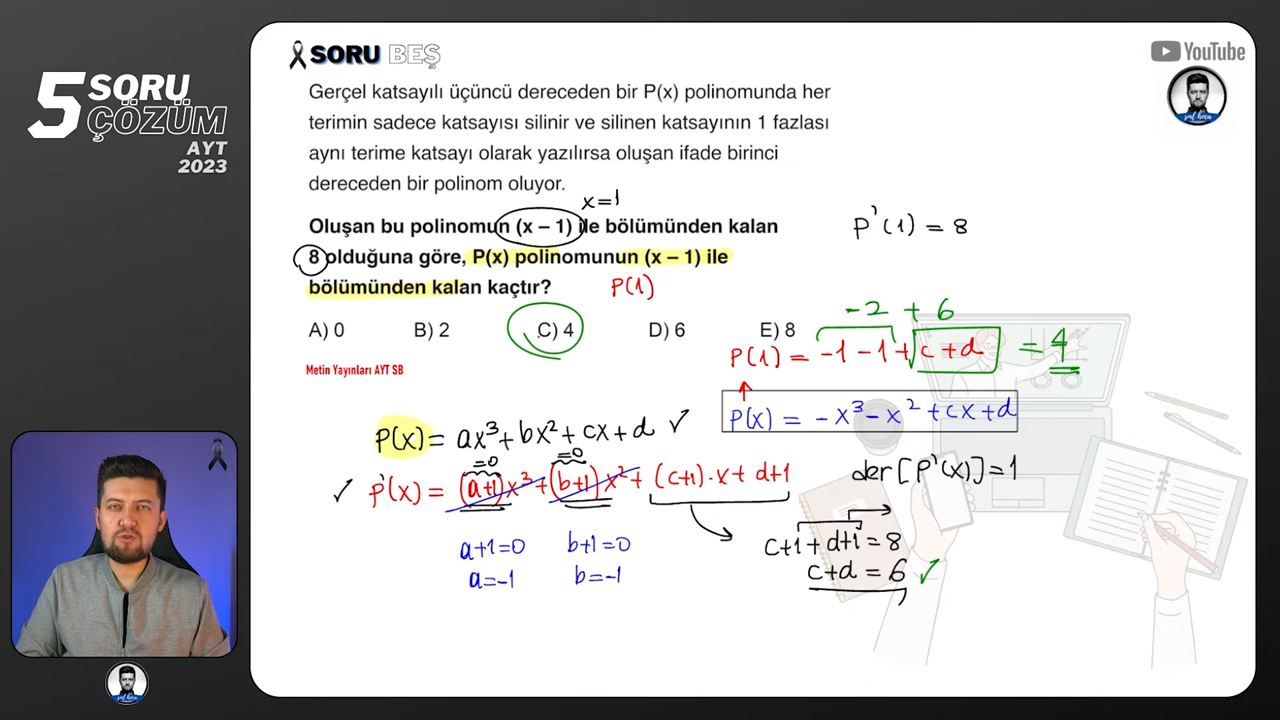 5 SORU ÇÖZÜM
AYT
2023
SORU BEŞ
YouTube
Gerçel katsayılı üçüncü dereceden bir P(x) polinomunda her
terimin sadece katsayısı silinir ve silinen katsayının 1 fazlası
aynı terime katsayı olarak yazılırsa oluşan ifade birinci
dereceden bir polinom oluyor.
x=1
Oluşan bu polinomun (x – 1) ile bölümünden kalan
8 olduğuna göre, P(x) polinomunun (x – 1) ile
bölümünden kalan kaçtır?
P(1)
P'(1) = 8
A) 0 B) 2 C) 4 D) 6 E) 8
Metin Yayınları AYT SB
-2 + 6
P(1) = -1 - 1 + c+d = 4
P(x) = -x³-x²+cx+d
P(x)= ax³+bx²+cx+d ✓
=0 =0
✓ P'(x) = (a+1)x³+(b+1)x²+(c+1).x+d+1
der[P'(x)]=1
a+1=0 b+1=0
a=-1 b=-1
c+1+d+1=8
c+d=6 ✓